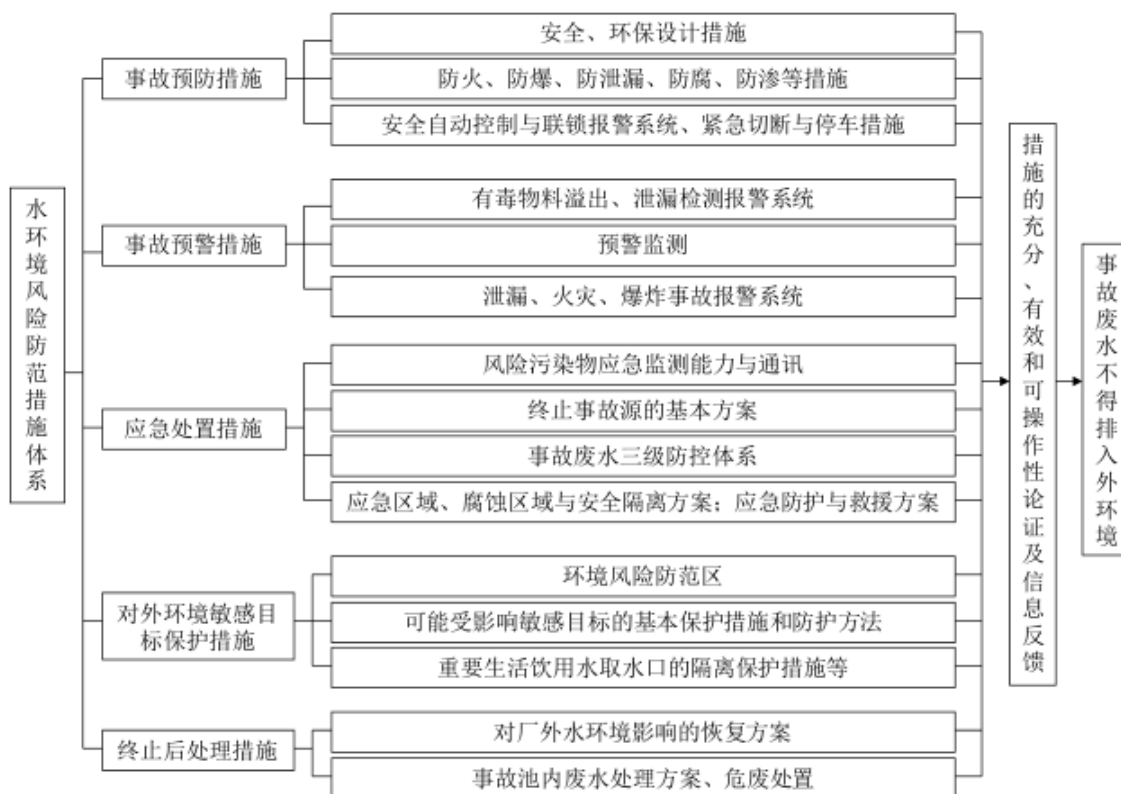 水环境风险防范措施体系
事故预防措施
安全、环保设计措施
防火、防爆、防泄漏、防腐、防渗等措施
安全自动控制与联锁报警系统、紧急切断与停车措施
事故预警措施
有毒物料溢出、泄漏检测报警系统
预警监测
泄漏、火灾、爆炸事故报警系统
应急处置措施
风险污染物应急监测能力与通讯
终止事故源的基本方案
事故废水三级防控体系
应急区域、腐蚀区域与安全隔离方案；应急防护与救援方案
对外环境敏感目
标保护措施
环境风险防范区
可能受影响敏感目标的基本保护措施和防护方法
重要生活饮用水取水口的隔离保护措施等
终止后处理措施
对厂外水环境影响的恢复方案
事故池内废水处理方案、危废处置
措施的充分、有效和可操作性论证及信息反馈
事故废水不得排入外环境